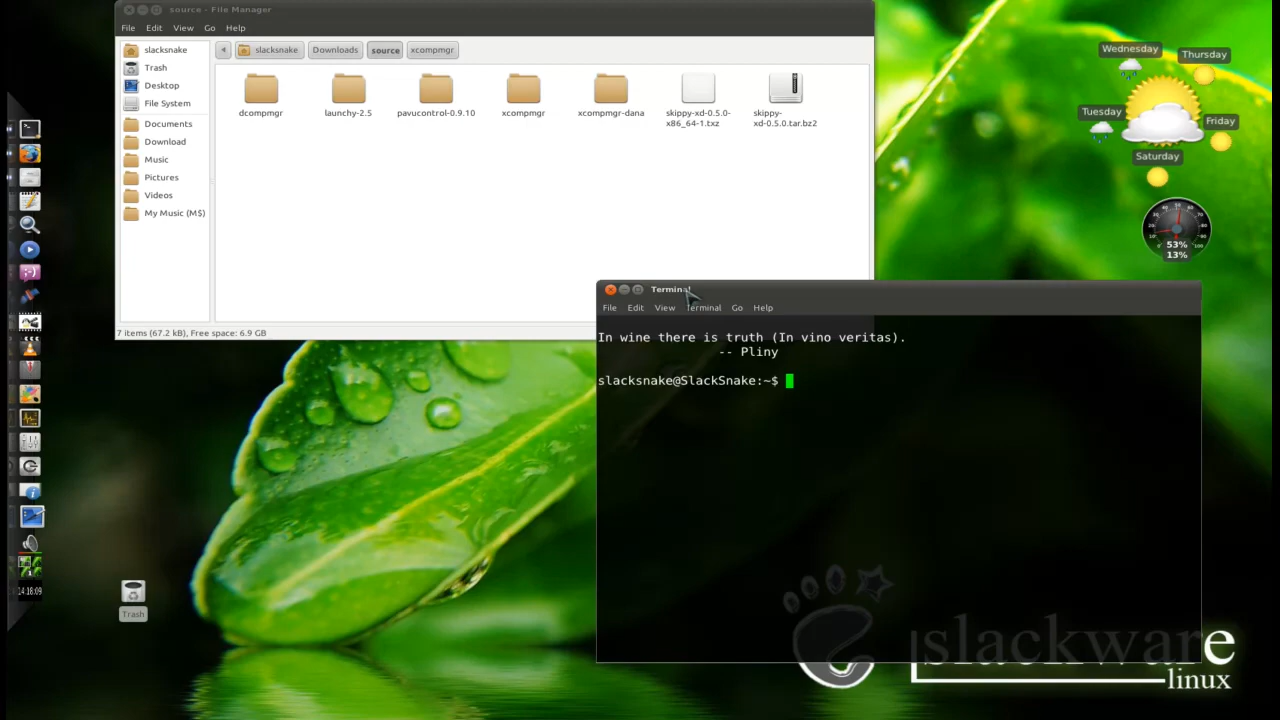 source - File Manager
File Edit View Go Help
slacksnake
Trash
Desktop
File System
Documents
Download
Music
Pictures
Videos
My Music (M$)
slacksnake Downloads source xcompmgr
dcompmgr
launchy-2.5
pavucontrol-0.9.10
xcompmgr
xcompmgr-dana
skippy-xd-0.5.0-
x86_64-1.txz
skippy-
xd-0.5.0.tar.bz2
7 items (67.2 kB), Free space: 6.9 GB
Terminal
File Edit View Terminal Go Help
In wine there is truth (In vino veritas).
-- Pliny
slacksnake@SlackSnake:~$
Wednesday
Thursday
Tuesday
Friday
Saturday
53%
13%
14:18:09
Trash
slackware
linux